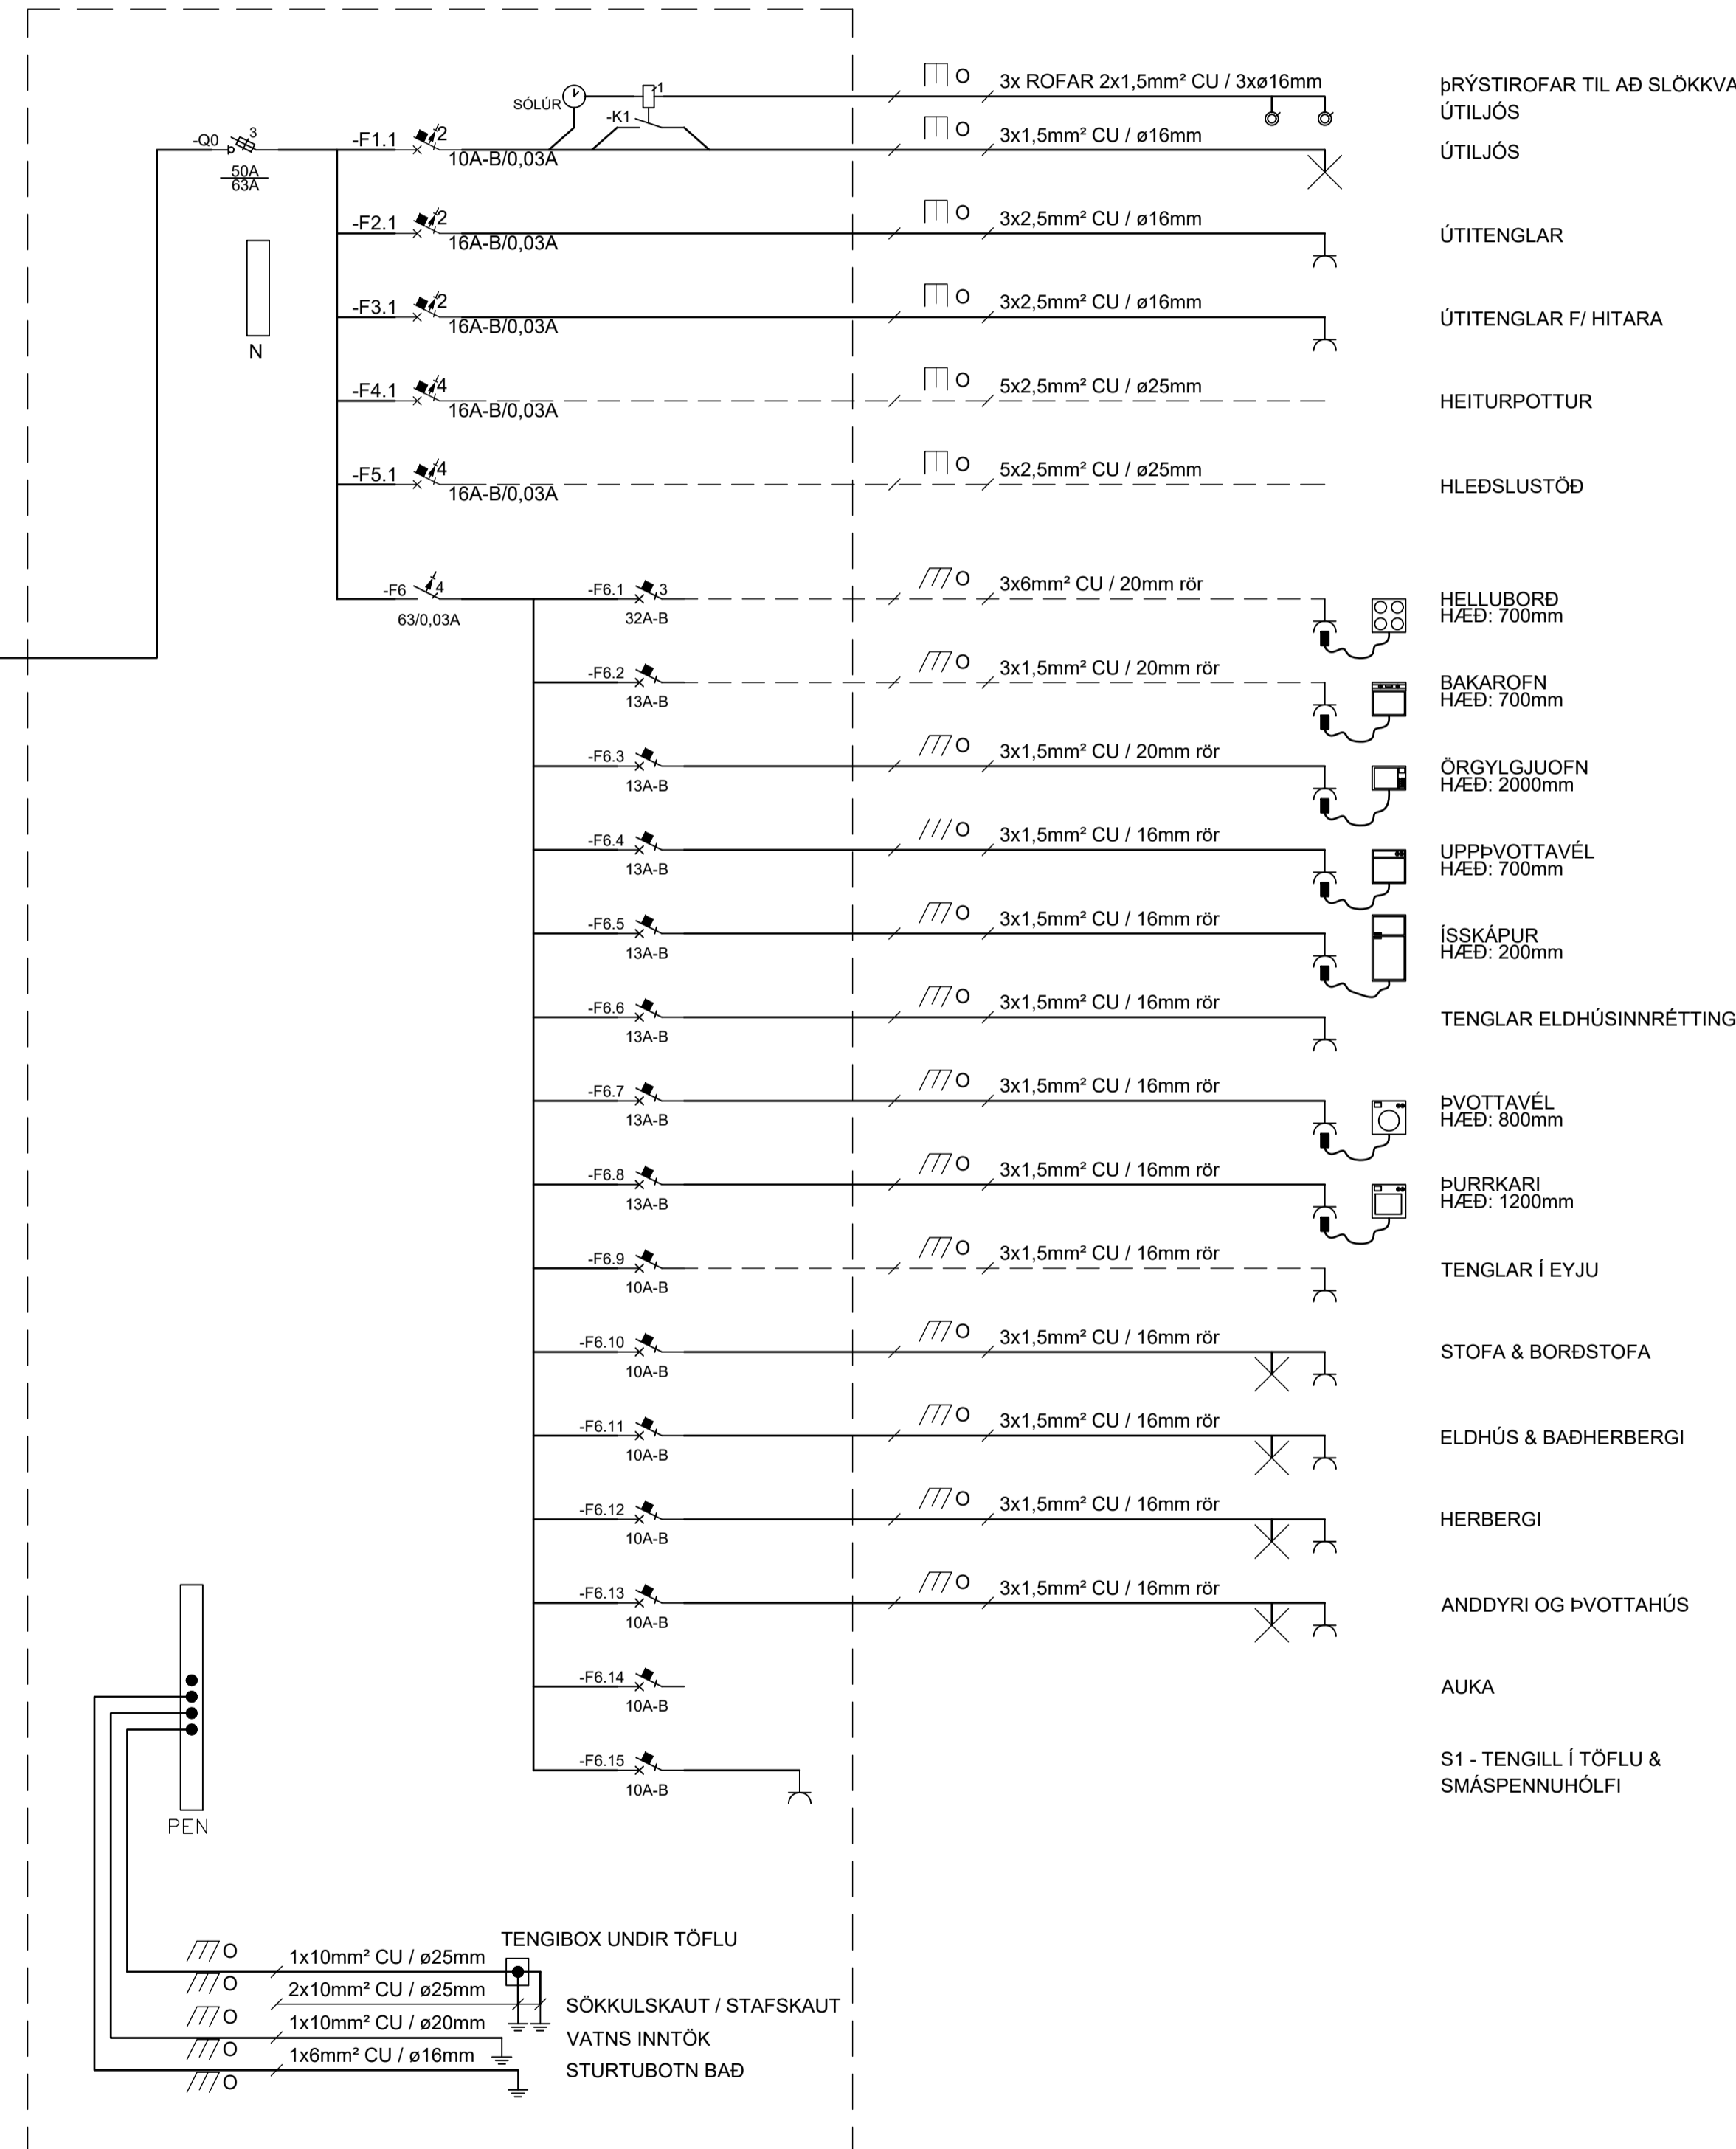 SÓLÚR
1
3x ROFAR 2x1,5mm² CU / 3xø16mm
þRÝSTIROFAR TIL AÐ SLÖKKVA
ÚTILJÓS
O
-K1
-Q0
3
50A
63A
-F1.1
2
10A-B/0,03A
O
3x1,5mm² CU / ø16mm
ÚTILJÓS
-F2.1
2
16A-B/0,03A
O
3x2,5mm² CU / ø16mm
ÚTITENGLAR
N
-F3.1
2
16A-B/0,03A
O
3x2,5mm² CU / ø16mm
ÚTITENGLAR F/ HITARA
-F4.1
4
16A-B/0,03A
O
5x2,5mm² CU / ø25mm
HEITURPOTTUR
-F5.1
4
16A-B/0,03A
O
5x2,5mm² CU / ø25mm
HLEÐSLUSTÖÐ
-F6
4
63/0,03A
-F6.1
3
32A-B
O
3x6mm² CU / 20mm rör
HELLUBORÐ
HÆÐ: 700mm
-F6.2
13A-B
O
3x1,5mm² CU / 20mm rör
BAKAROFN
HÆÐ: 700mm
-F6.3
13A-B
O
3x1,5mm² CU / 20mm rör
ÖRGYLGJUOFN
HÆÐ: 2000mm
-F6.4
13A-B
O
3x1,5mm² CU / 16mm rör
UPPÞVOTTAVÉL
HÆÐ: 700mm
-F6.5
13A-B
O
3x1,5mm² CU / 16mm rör
ÍSSKÁPUR
HÆÐ: 200mm
-F6.6
13A-B
O
3x1,5mm² CU / 16mm rör
TENGLAR ELDHÚSINNRÉTTING
-F6.7
13A-B
O
3x1,5mm² CU / 16mm rör
ÞVOTTAVÉL
HÆÐ: 800mm
-F6.8
13A-B
O
3x1,5mm² CU / 16mm rör
ÞURRKARI
HÆÐ: 1200mm
-F6.9
10A-B
O
3x1,5mm² CU / 16mm rör
TENGLAR Í EYJU
-F6.10
10A-B
O
3x1,5mm² CU / 16mm rör
STOFA & BORÐSTOFA
-F6.11
10A-B
O
3x1,5mm² CU / 16mm rör
ELDHÚS & BAÐHERBERGI
-F6.12
10A-B
O
3x1,5mm² CU / 16mm rör
HERBERGI
-F6.13
10A-B
O
3x1,5mm² CU / 16mm rör
ANDDYRI OG ÞVOTTAHÚS
-F6.14
10A-B
AUKA
-F6.15
10A-B
S1 - TENGILL Í TÖFLU &
SMÁSPENNUHÓLFI
PEN
TENGIBOX UNDIR TÖFLU
O
1x10mm² CU / ø25mm
O
2x10mm² CU / ø25mm
SÖKKULSKAUT / STAFSKAUT
O
1x10mm² CU / ø20mm
VATNS INNTÖK
O
1x6mm² CU / ø16mm
STURTUBOTN BAÐ
O